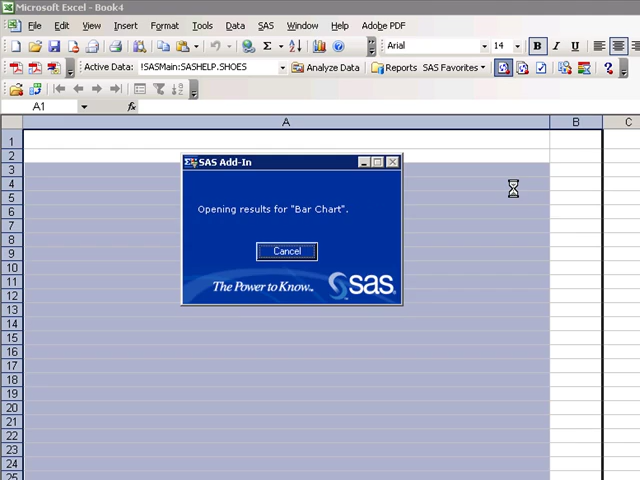 Microsoft Excel - Book4
File Edit View Insert Format Tools Data SAS Window Help Adobe PDF
Arial 14 B I U
Active Data: !SASMain:SASHELP.SHOES Analyze Data Reports SAS Favorites
A1 fx
A B C
1
2
3
4
5
6
7
8
9
10
11
12
13
14
15
16
17
18
19
20
21
22
23
24
25
SAS Add-In
Opening results for "Bar Chart".
Cancel
The Power to Know™
sas®